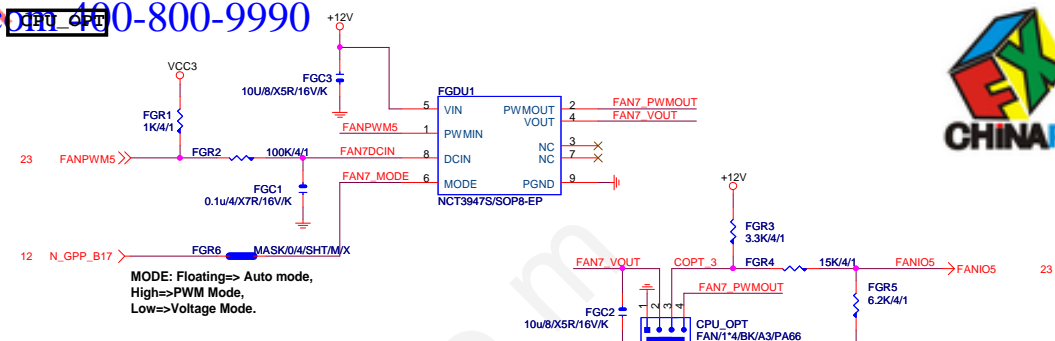 com 400-800-9990
CPU_OPT
+12V
VCC3
FGC3
10U/8/X5R/16V/K
FGR1
1K/4/1
FGDU1
5 VIN PWMOUT 2 FAN7_PWMOUT
VOUT 4 FAN7_VOUT
FANPWM5 1 PWMIN
NC 3
23 FANPWM5 FGR2 100K/4/1 FAN7DCIN 8 DCIN NC 7
FAN7_MODE 6 MODE PGND 9
FGC1
0.1u/4/X7R/16V/K
NCT3947S/SOP8-EP
CHINA
+12V
FGR3
3.3K/4/1
12 N_GPP_B17 FGR6 MASK/0/4/SHT/M/X
MODE: Floating=> Auto mode,
High=>PWM Mode,
Low=>Voltage Mode.
FAN7_VOUT COPT_3 FGR4 15K/4/1 FANIO5 FANIO5 23
FAN7_PWMOUT
FGR5
6.2K/4/1
FGC2
10u/8/X5R/16V/K
1 2 3 4
CPU_OPT
FAN/1*4/BK/A3/PA66